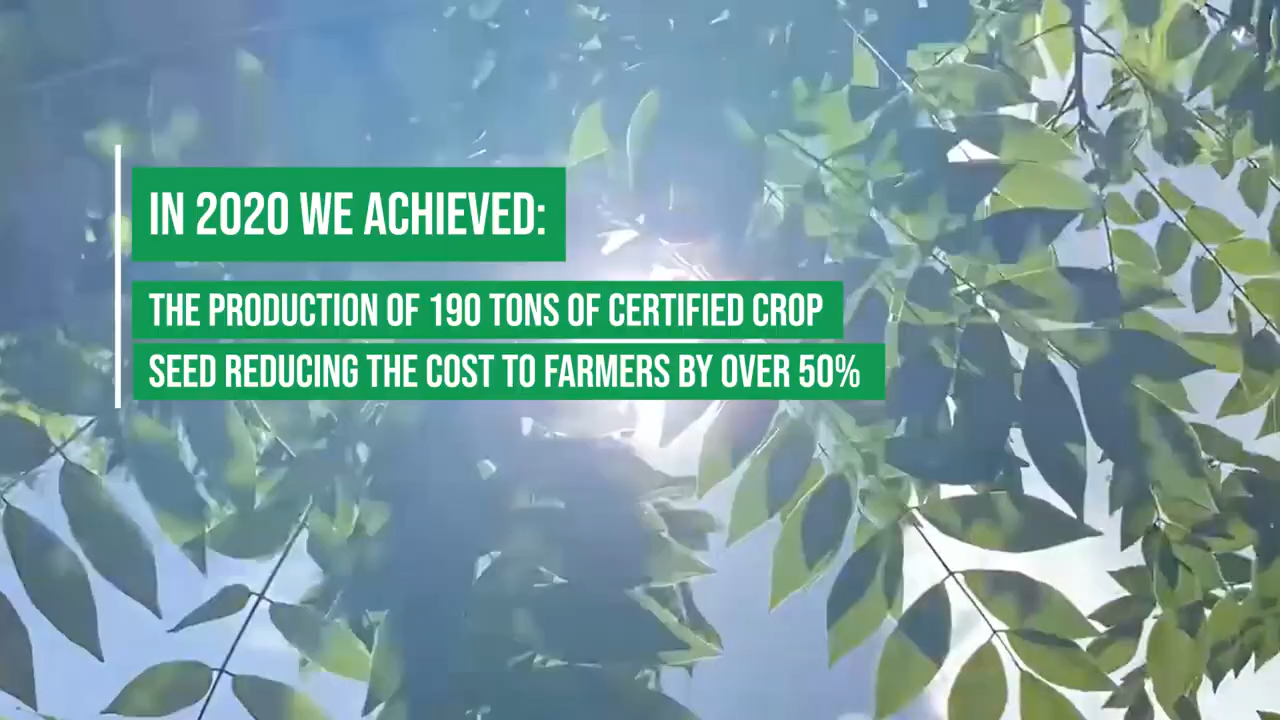 IN 2020 WE ACHIEVED:
THE PRODUCTION OF 190 TONS OF CERTIFIED CROP
SEED REDUCING THE COST TO FARMERS BY OVER 50%